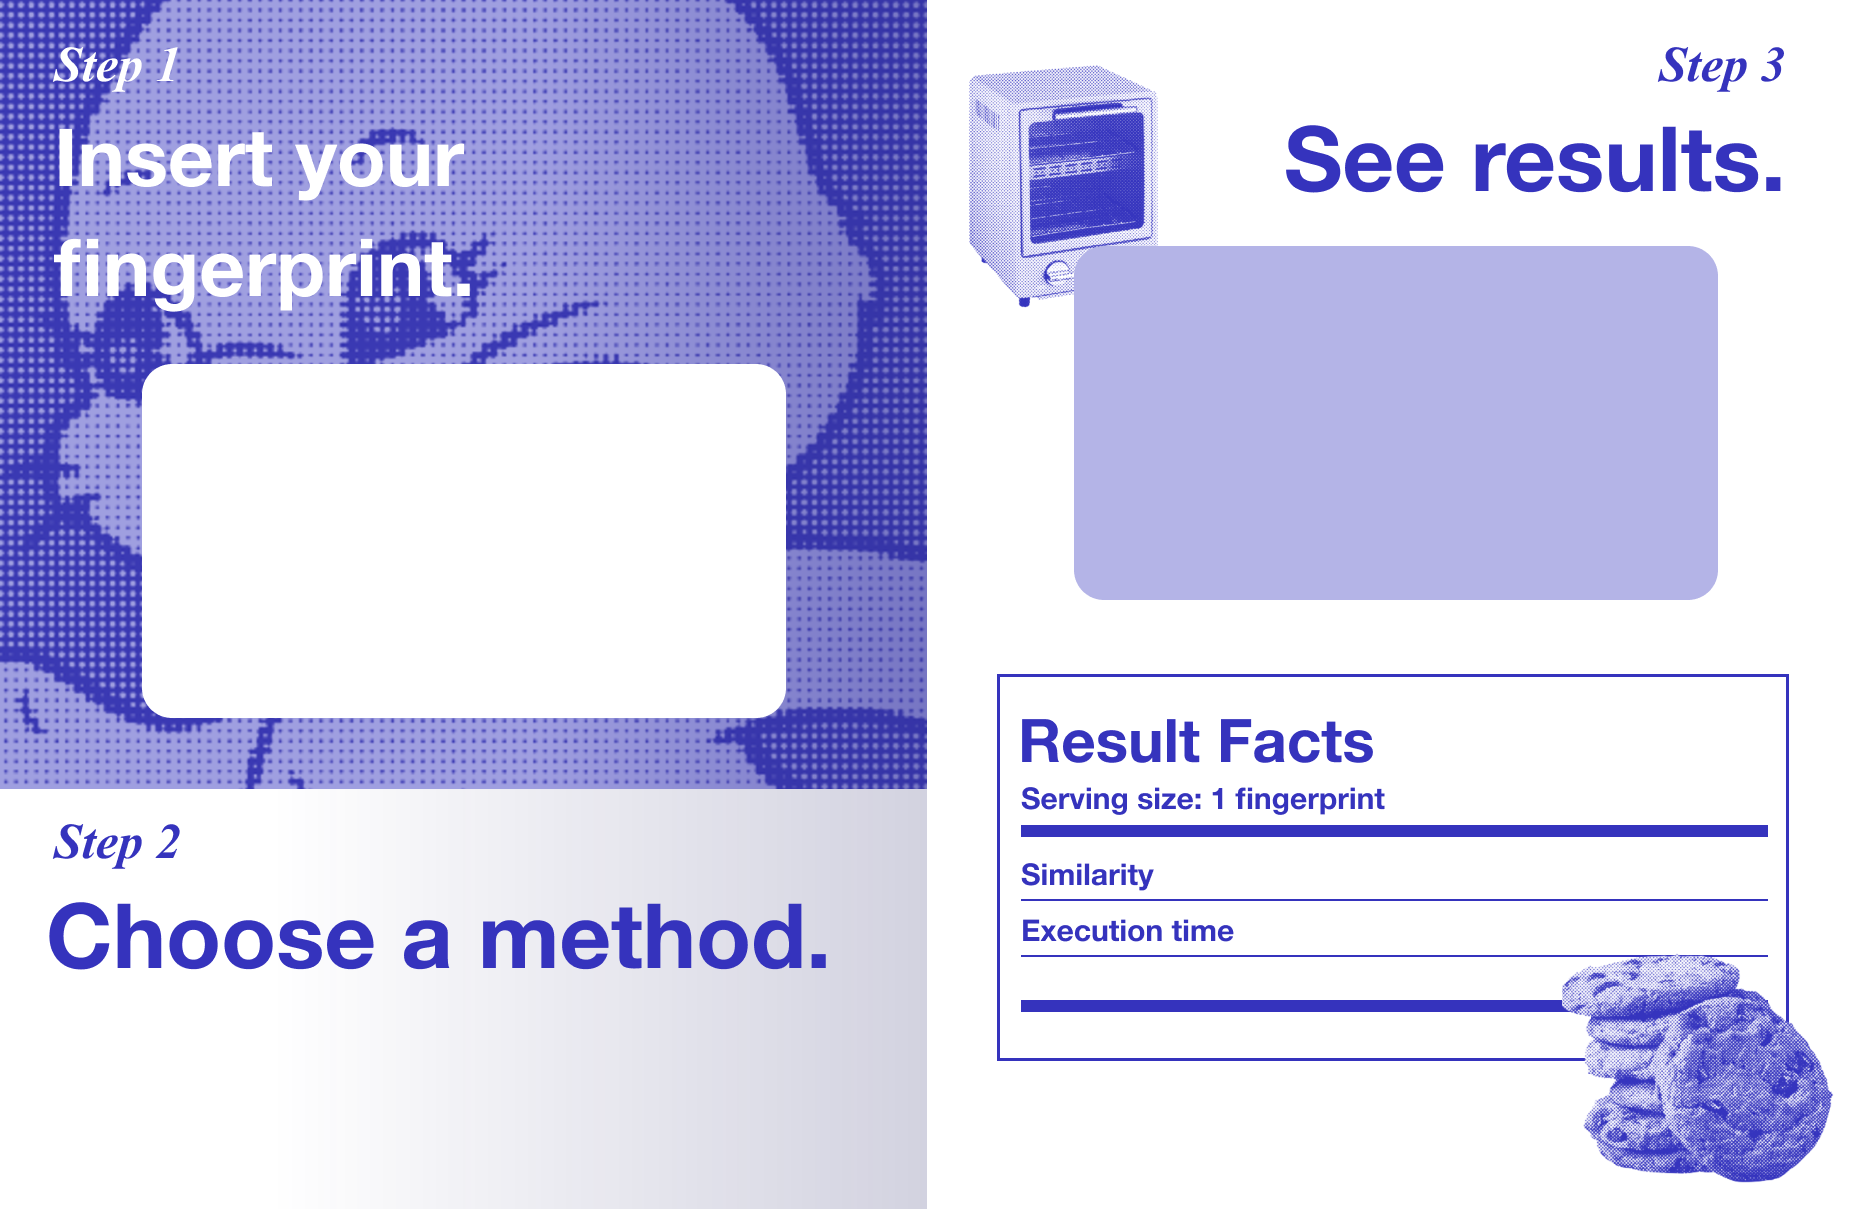 Step 1
Insert your
fingerprint.
Step 2
Choose a method.
Step 3
See results.
Result Facts
Serving size: 1 fingerprint
Similarity
Execution time